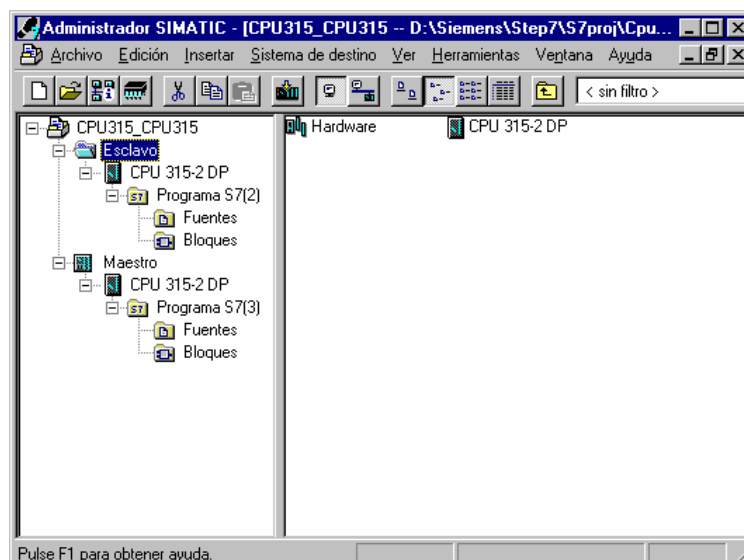 Administrador SIMATIC - [CPU315_CPU315 -- D:\Siemens\Step7\S7proj\Cpu...
Archivo Edición Insertar Sistema de destino Ver Herramientas Ventana Ayuda
< sin filtro >
CPU315_CPU315
Esclavo
CPU 315-2 DP
S7 Programa S7(2)
Fuentes
Bloques
Maestro
CPU 315-2 DP
S7 Programa S7(3)
Fuentes
Bloques
Hardware CPU 315-2 DP
Pulse F1 para obtener ayuda.